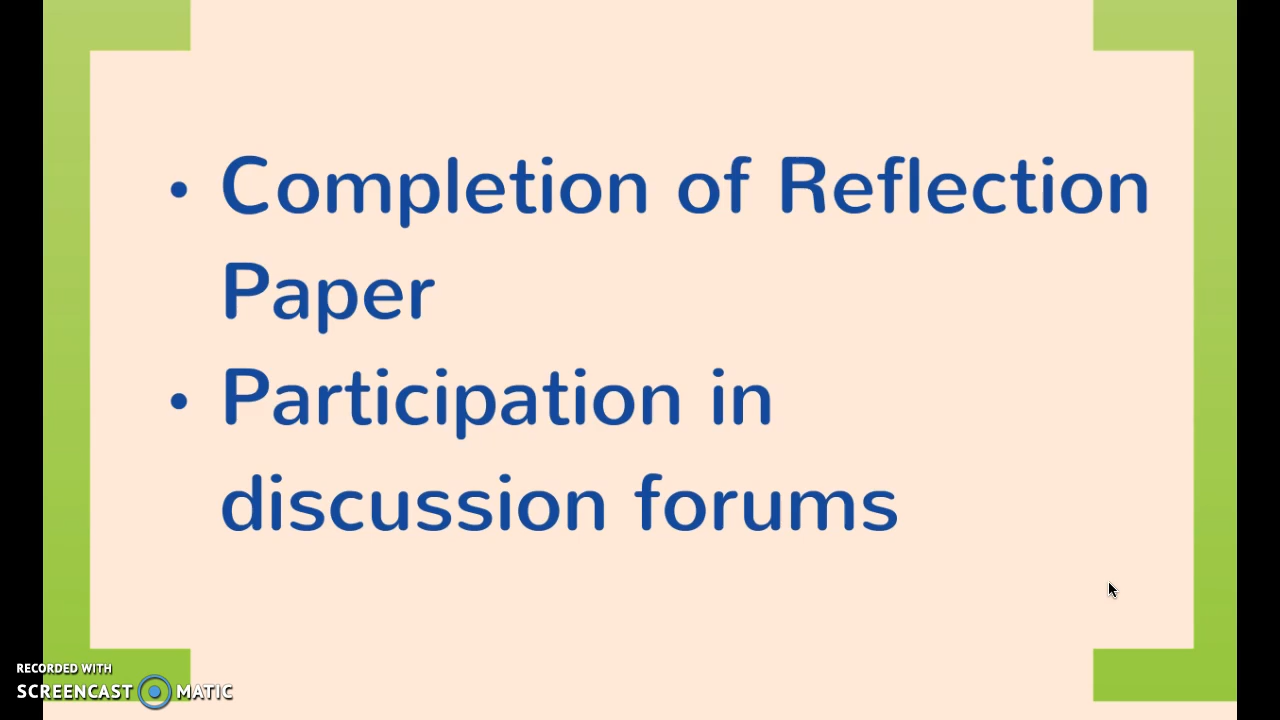 • Completion of Reflection
Paper
• Participation in
discussion forums
RECORDED WITH
SCREENCAST MATIC